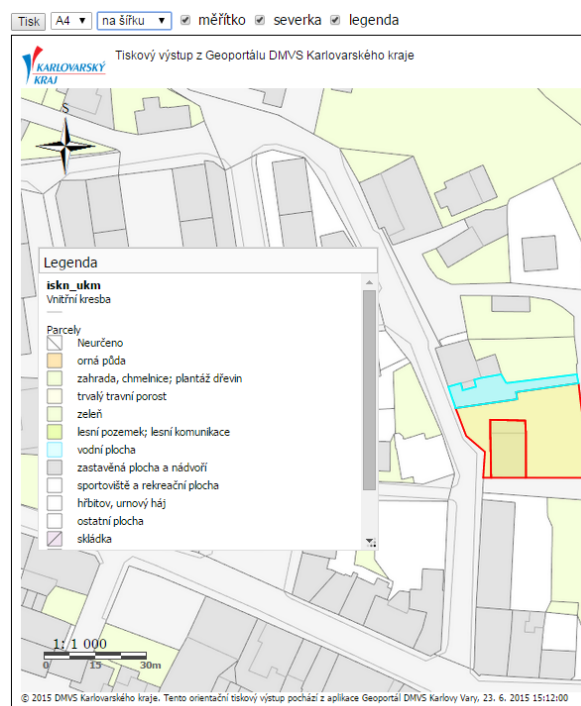 Tisk A4 na šířku měřítko severka legenda
KARLOVARSKÝ
KRAJ
Tiskový výstup z Geoportálu DMVS Karlovarského kraje
S
Legenda
iskn_ukm
Vnitřní kresba
Parcely
Neurčeno
orná půda
zahrada, chmelnice; plantáž dřevin
trvalý travní porost
zeleň
lesní pozemek; lesní komunikace
vodní plocha
zastavěná plocha a nádvoří
sportoviště a rekreační plocha
hřbitov, urnový háj
ostatní plocha
skládka
1: 1 000
0 15 30m
© 2015 DMVS Karlovarského kraje. Tento orientační tiskový výstup pochází z aplikace Geoportál DMVS Karlovy Vary, 23. 6. 2015 15:12:00